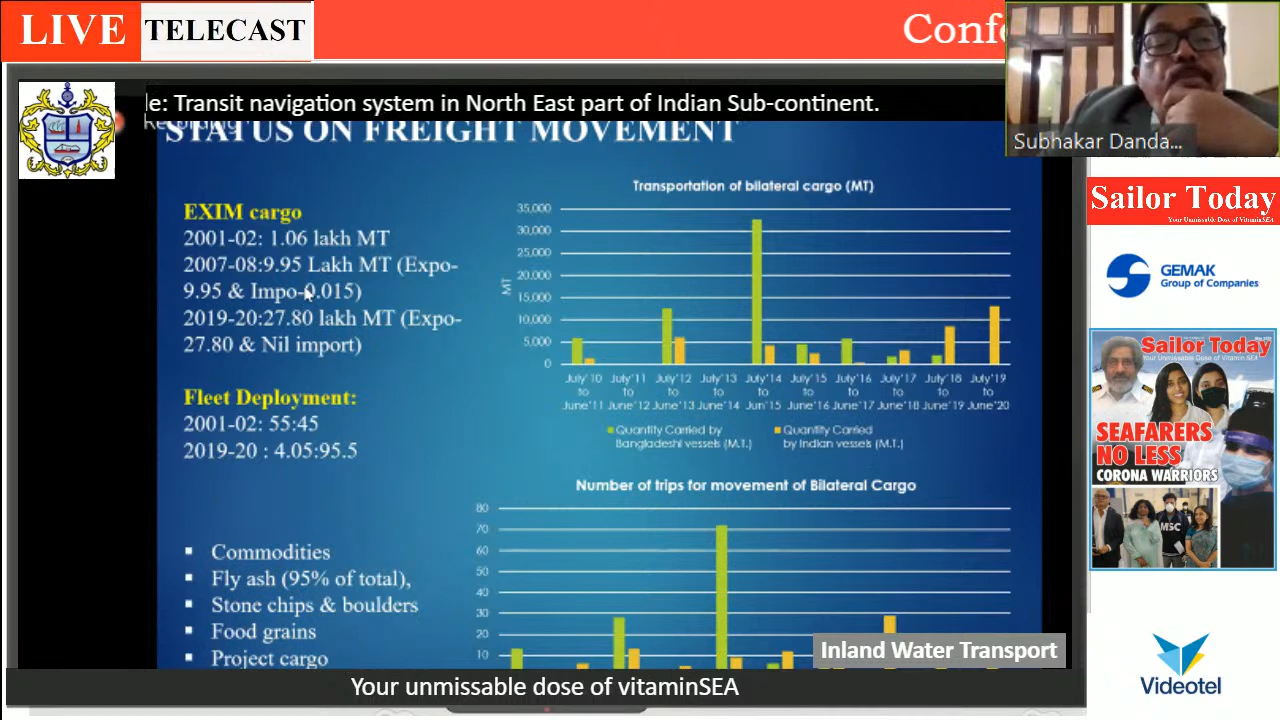 LIVE TELECAST
Confe
le: Transit navigation system in North East part of Indian Sub-continent.
STATUS ON FREIGHT MOVEMENT
Subhakar Danda...
EXIM cargo
2001-02: 1.06 lakh MT
2007-08:9.95 Lakh MT (Expo-
9.95 & Impo-0.015)
2019-20:27.80 lakh MT (Expo-
27.80 & Nil import)
Fleet Deployment:
2001-02: 55:45
2019-20 : 4.05:95.5
Commodities
Fly ash (95% of total),
Stone chips & boulders
Food grains
Project cargo
Transportation of bilateral cargo (MT)
35,000
30,000
25,000
20,000
15,000
10,000
5,000
0
MT
July'10 July'11 July'12 July'13 July'14 July'15 July'16 July'17 July'18 July'19
to to to to to to to to to to
June'11 June'12 June'13 June'14 Jun'15 June'16 June'17 June'18 June'19 June'20
Quantity Carried by Bangladeshi vessels (M.T.)
Quantity Carried by Indian vessels (M.T.)
Number of trips for movement of Bilateral Cargo
80
70
60
50
40
30
20
10
Inland Water Transport
Your unmissable dose of vitaminSEA
Sailor Today
Your Unmissable Dose of VitaminSEA
GEMAK
Group of Companies
Sailor Today
SEAFARERS
NO LESS
CORONA WARRIORS
MSC
Videotel